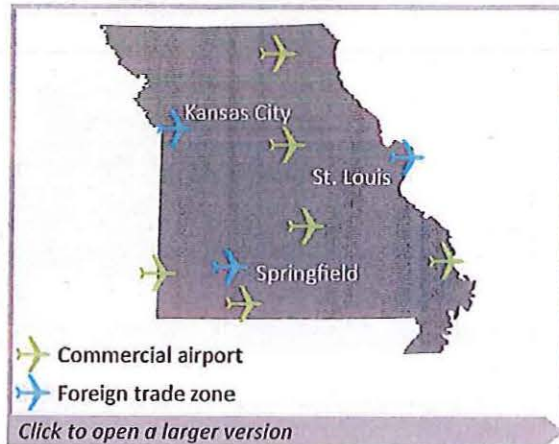 Kansas City
St. Louis
Springfield
Commercial airport
Foreign trade zone
Click to open a larger version